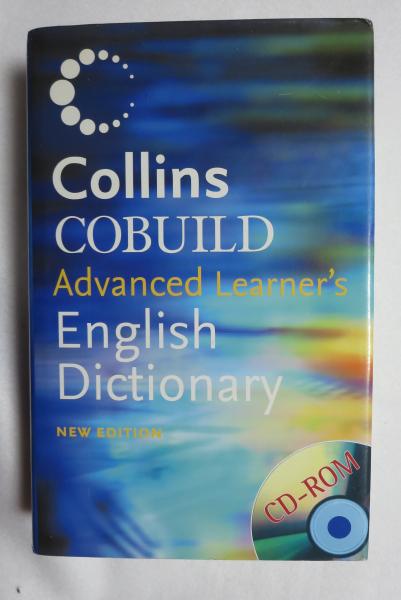 Collins
COBUILD
Advanced Learner's
English
Dictionary
NEW EDITION
CD-ROM